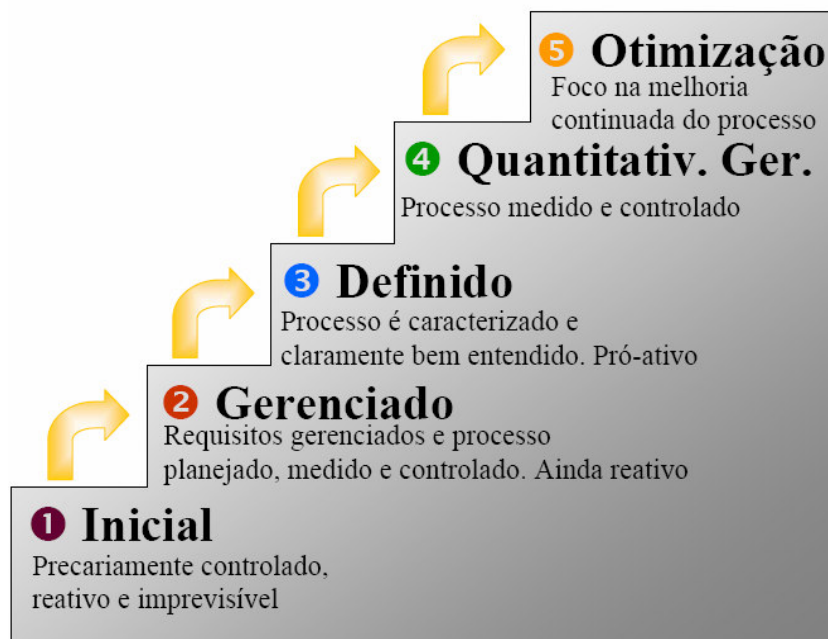 5 Otimização
Foco na melhoria
continuada do processo
4 Quantitativ. Ger.
Processo medido e controlado
3 Definido
Processo é caracterizado e
claramente bem entendido. Pró-ativo
2 Gerenciado
Requisitos gerenciados e processo
planejado, medido e controlado. Ainda reativo
1 Inicial
Precariamente controlado,
reativo e imprevisível